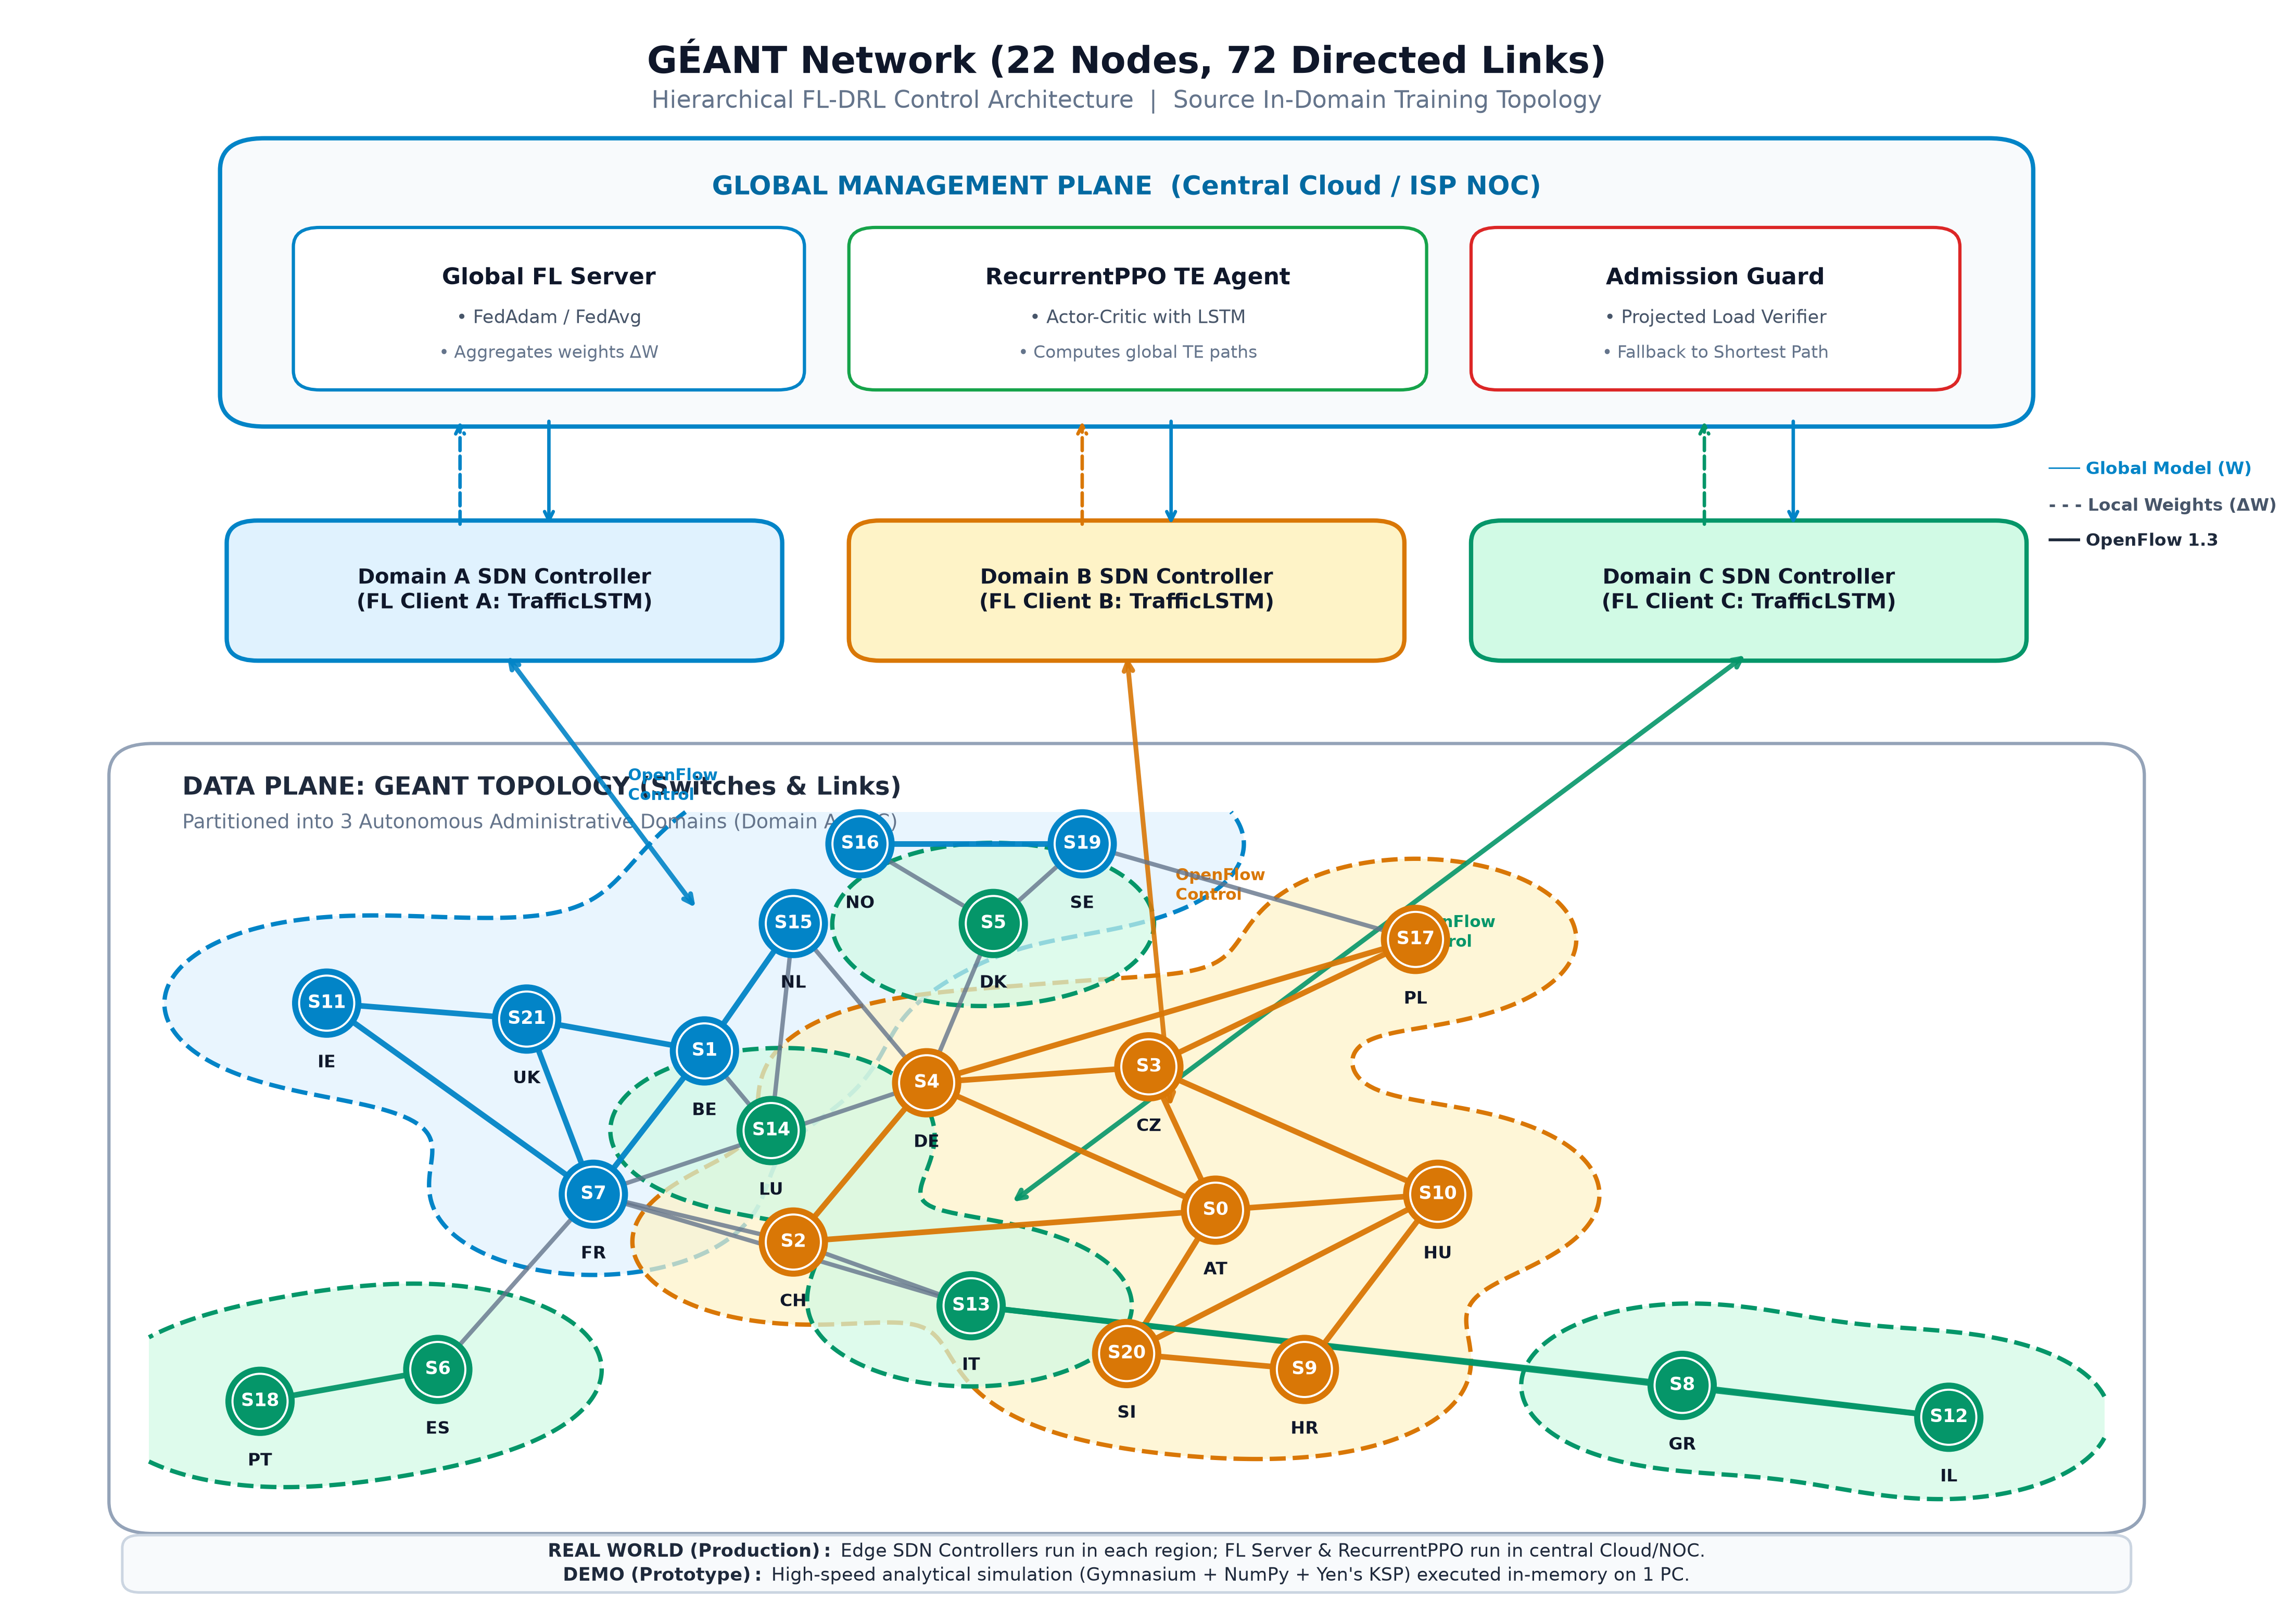 GÉANT Network (22 Nodes, 72 Directed Links)
Hierarchical FL-DRL Control Architecture | Source In-Domain Training Topology
GLOBAL MANAGEMENT PLANE (Central Cloud / ISP NOC)
Global FL Server
• FedAdam / FedAvg
• Aggregates weights ΔW
RecurrentPPO TE Agent
• Actor-Critic with LSTM
• Computes global TE paths
Admission Guard
• Projected Load Verifier
• Fallback to Shortest Path
Global Model (W)
Local Weights (ΔW)
OpenFlow 1.3
Domain A SDN Controller
(FL Client A: TrafficLSTM)
Domain B SDN Controller
(FL Client B: TrafficLSTM)
Domain C SDN Controller
(FL Client C: TrafficLSTM)
DATA PLANE: GEANT TOPOLOGY (Switches & Links)
Partitioned into 3 Autonomous Administrative Domains (Domain A
C)
OpenFlow
Control
OpenFlow
Control
nFlow
rol
S16
NO
S19
SE
S15
NL
S5
DK
S17
PL
S11
IE
S21
UK
S1
BE
S4
DE
S3
CZ
S14
LU
S7
FR
S2
CH
S0
AT
S10
HU
S13
IT
S20
SI
S9
HR
S18
PT
S6
ES
S8
GR
S12
IL
REAL WORLD (Production): Edge SDN Controllers run in each region; FL Server & RecurrentPPO run in central Cloud/NOC.
DEMO (Prototype): High-speed analytical simulation (Gymnasium + NumPy + Yen's KSP) executed in-memory on 1 PC.